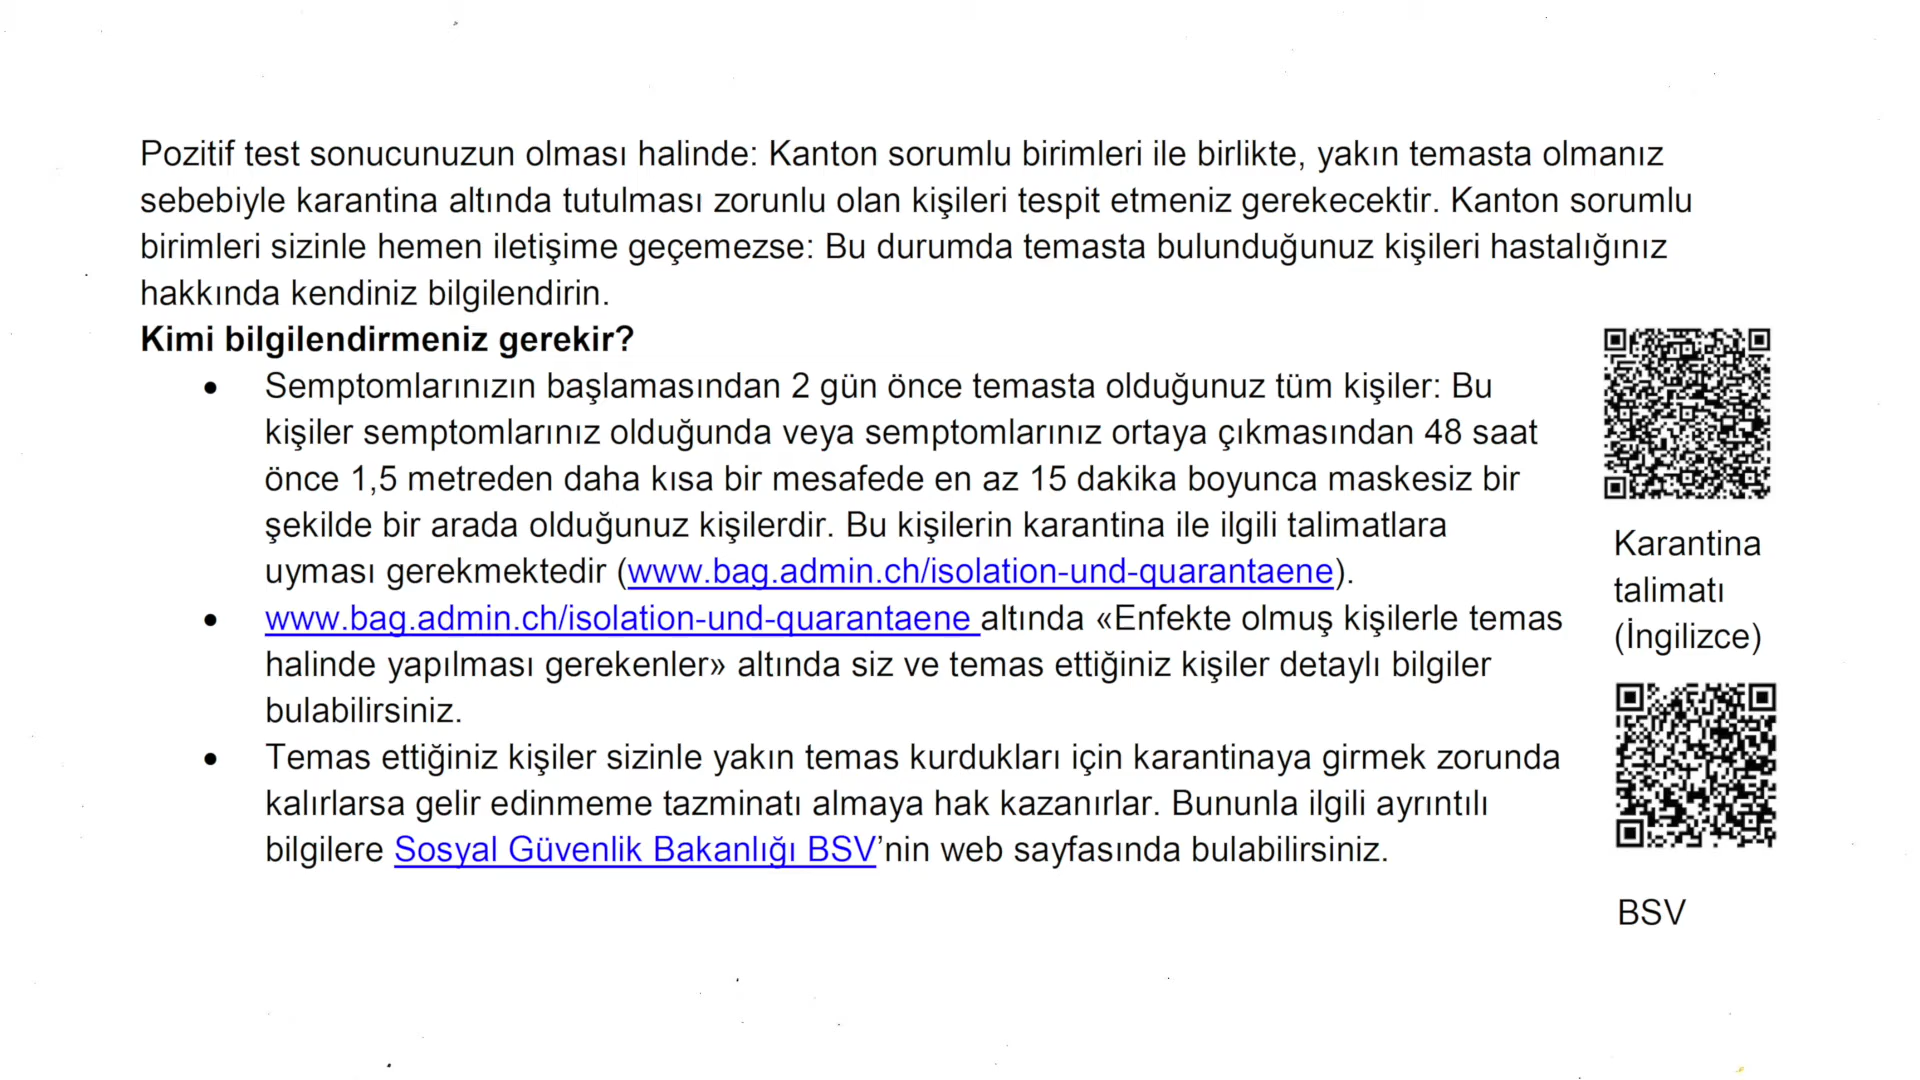 Pozitif test sonucunuzun olması halinde: Kanton sorumlu birimleri ile birlikte, yakın temasta olmanız
sebebiyle karantina altında tutulması zorunlu olan kişileri tespit etmeniz gerekecektir. Kanton sorumlu
birimleri sizinle hemen iletişime geçemezse: Bu durumda temasta bulunduğunuz kişileri hastalığınız
hakkında kendiniz bilgilendirin.
Kimi bilgilendirmeniz gerekir?
• Semptomlarınızın başlamasından 2 gün önce temasta olduğunuz tüm kişiler: Bu
kişiler semptomlarınız olduğunda veya semptomlarınız ortaya çıkmasından 48 saat
önce 1,5 metreden daha kısa bir mesafede en az 15 dakika boyunca maskesiz bir
şekilde bir arada olduğunuz kişilerdir. Bu kişilerin karantina ile ilgili talimatlara
uyması gerekmektedir (www.bag.admin.ch/isolation-und-quarantaene).
• www.bag.admin.ch/isolation-und-quarantaene altında «Enfekte olmuş kişilerle temas
halinde yapılması gerekenler» altında siz ve temas ettiğiniz kişiler detaylı bilgiler
bulabilirsiniz.
• Temas ettiğiniz kişiler sizinle yakın temas kurdukları için karantinaya girmek zorunda
kalırlarsa gelir edinmeme tazminatı almaya hak kazanırlar. Bununla ilgili ayrıntılı
bilgilere Sosyal Güvenlik Bakanlığı BSV’nin web sayfasında bulabilirsiniz.
Karantina
talimatı
(İngilizce)
BSV